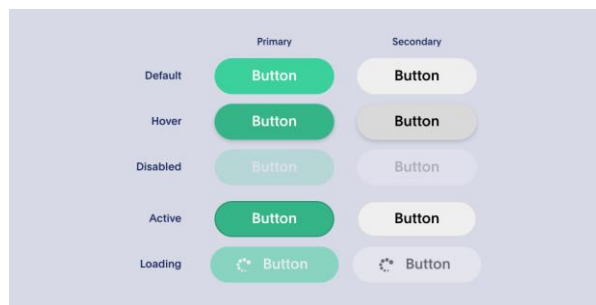 Primary Secondary
Default Button Button
Hover Button Button
Disabled Button Button
Active Button Button
Loading Button Button